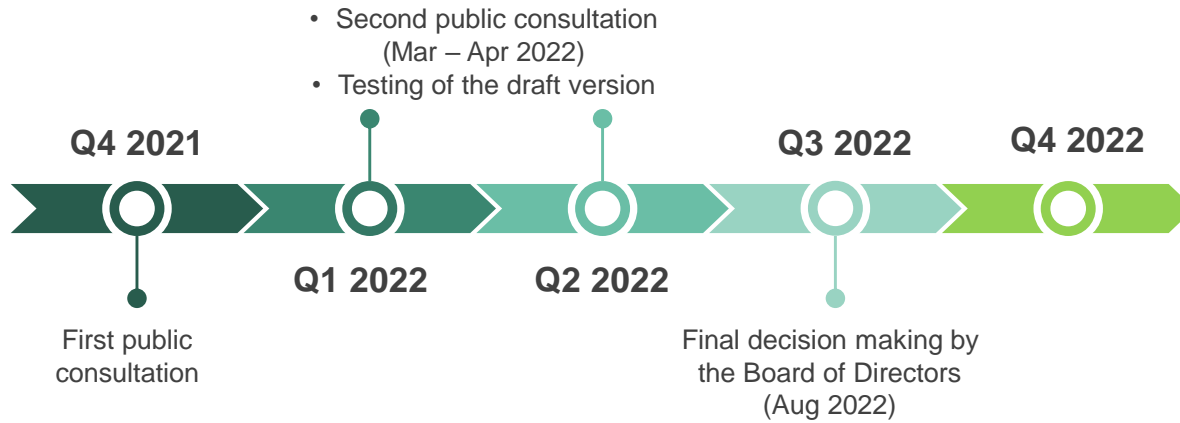 • Second public consultation
(Mar – Apr 2022)
• Testing of the draft version
Q4 2021
Q3 2022
Q4 2022
Q1 2022
Q2 2022
First public
consultation
Final decision making by
the Board of Directors
(Aug 2022)